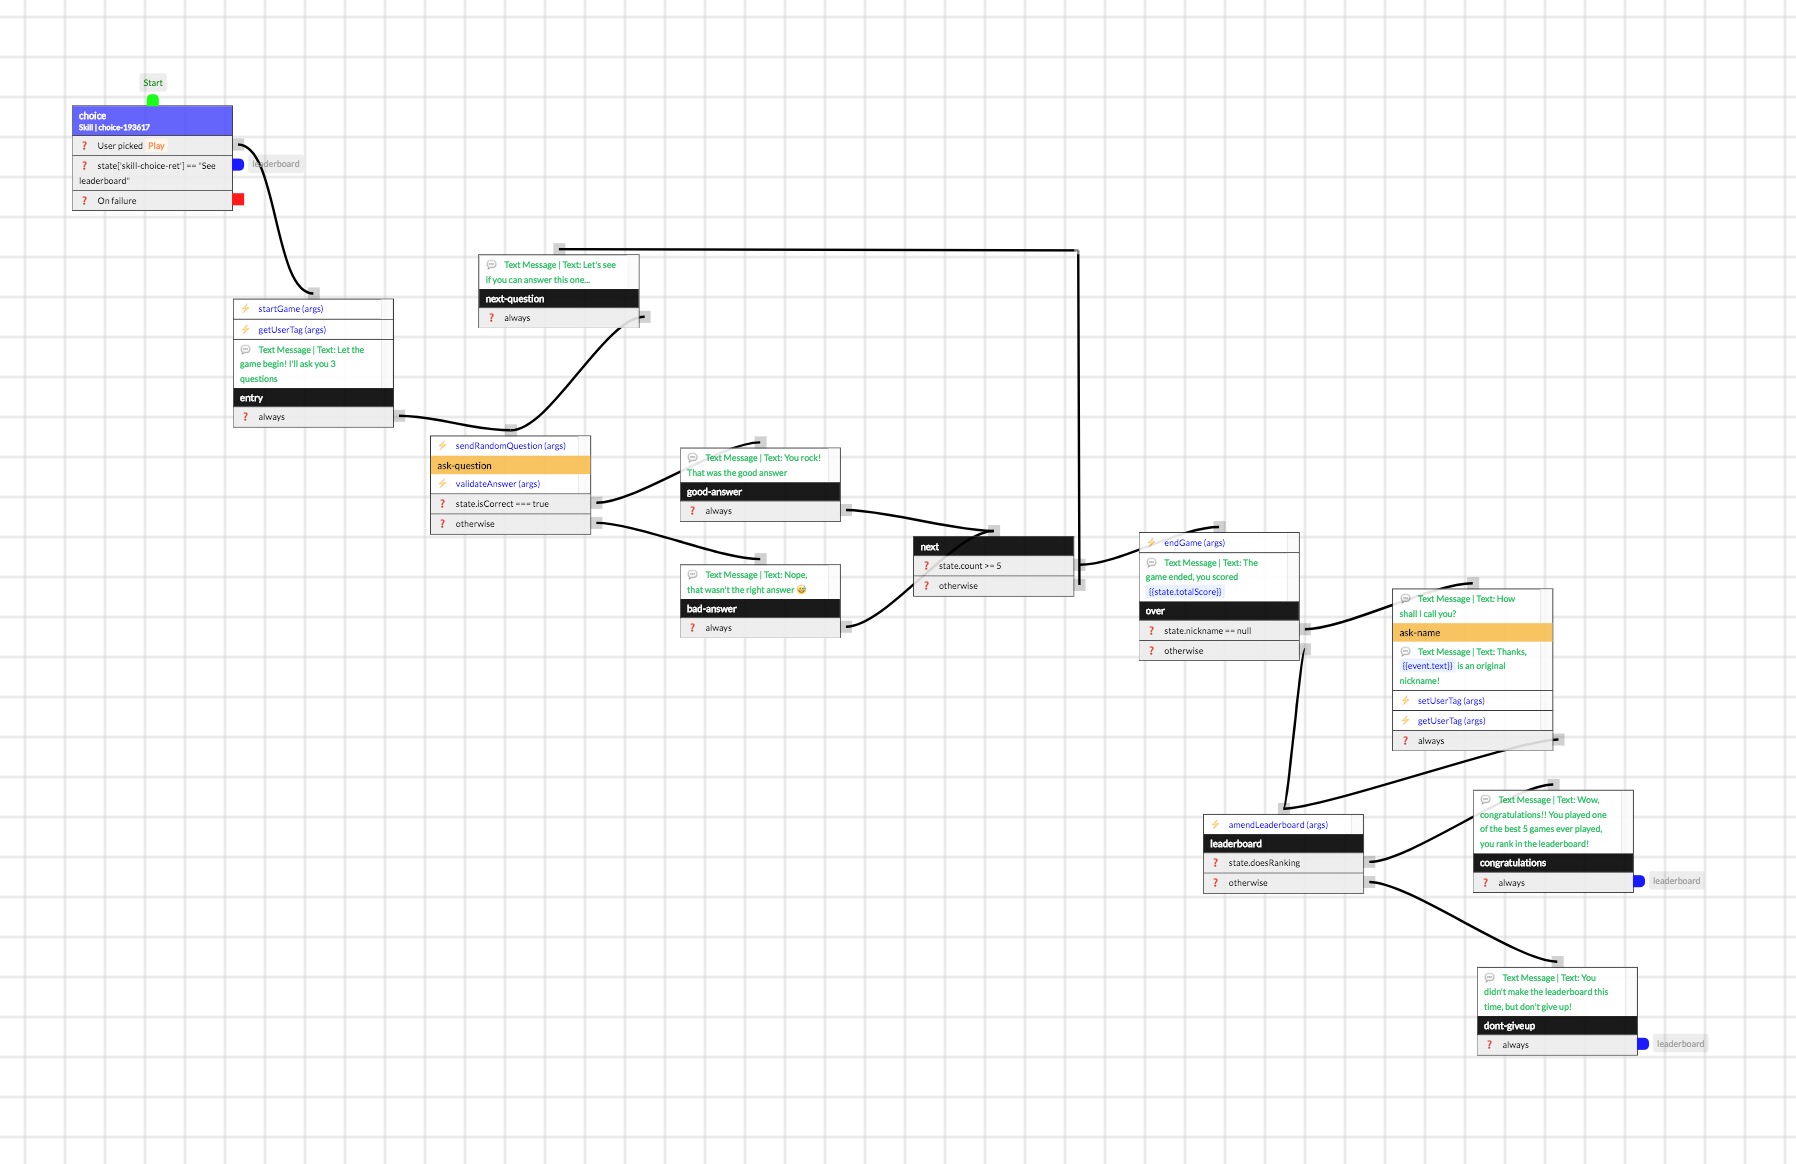 Start
choice
Skill | choice-193617
? User picked Play
? state['skill-choice-ret'] == "See
leaderboard"
leaderboard
? On failure
Text Message | Text: Let's see
if you can answer this one...
next-question
? always
startGame (args)
getUserTag (args)
Text Message | Text: Let the
game begin! I'll ask you 3
questions
entry
? always
sendRandomQuestion (args)
ask-question
validateAnswer (args)
? state.isCorrect === true
? otherwise
Text Message | Text: You rock!
That was the good answer
good-answer
? always
Text Message | Text: Nope,
that wasn't the right answer 😅
bad-answer
? always
next
? state.count >= 5
? otherwise
endGame (args)
Text Message | Text: The
game ended, you scored
{{state.totalScore}}
over
? state.nickname == null
? otherwise
Text Message | Text: How
shall I call you?
ask-name
Text Message | Text: Thanks,
{{event.text}} is an original
nickname!
setUserTag (args)
getUserTag (args)
? always
amendLeaderboard (args)
leaderboard
? state.doesRanking
? otherwise
Text Message | Text: Wow,
congratulations!! You played one
of the best 5 games ever played,
you rank in the leaderboard!
congratulations
? always
leaderboard
Text Message | Text: You
didn't make the leaderboard this
time, but don't give up!
dont-giveup
? always
leaderboard